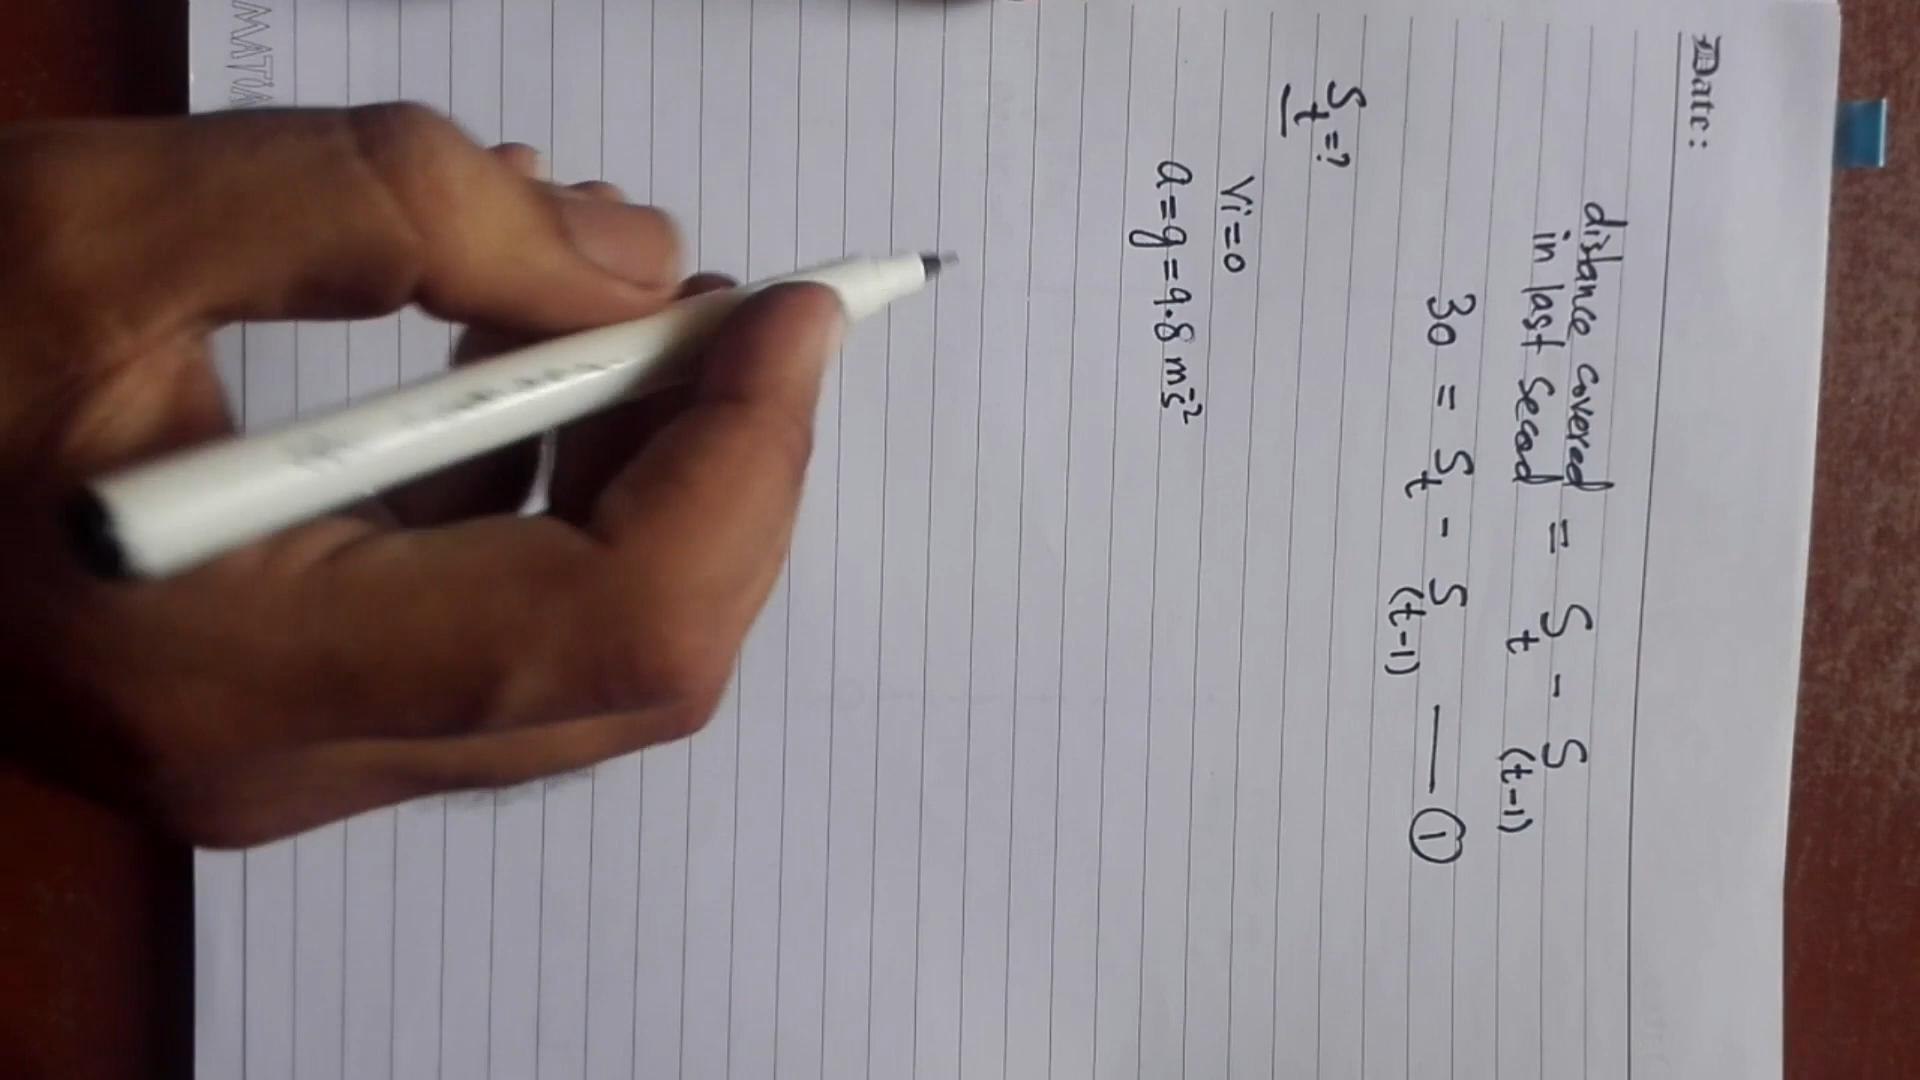 Date:
distance covered
in last second = S_t - S_(t-1)
30 = S_t - S_(t-1) —— ①
S_t = ?
Vi = 0
a = g = 9.8 ms⁻²